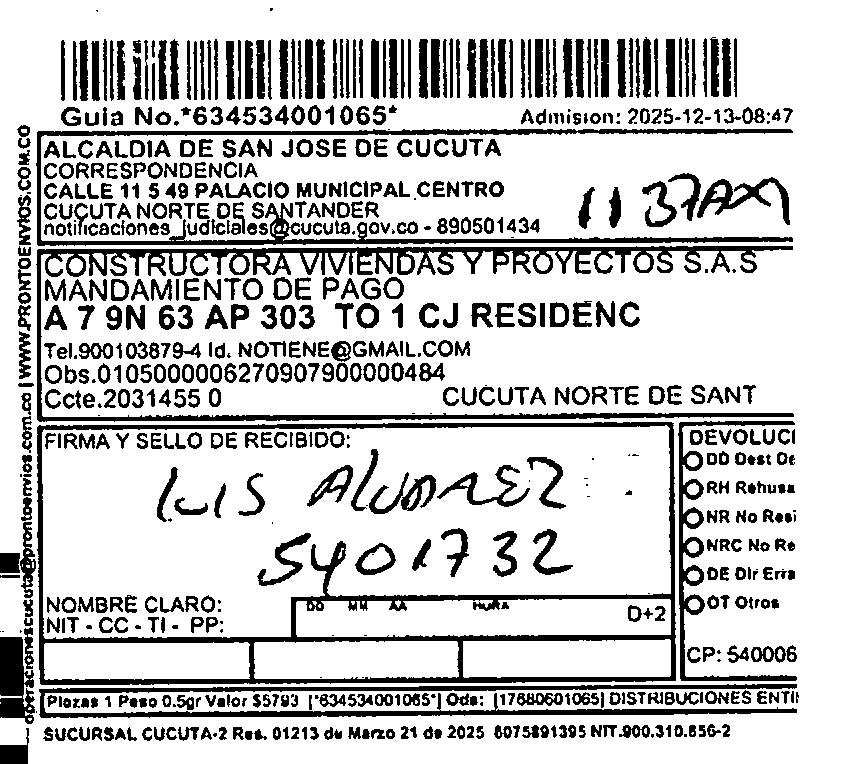 Guia No.*634534001065*
Admision: 2025-12-13-08:47
ALCALDIA DE SAN JOSE DE CUCUTA
CORRESPONDENCIA
CALLE 11 5 49 PALACIO MUNICIPAL CENTRO
CUCUTA NORTE DE SANTANDER
notificaciones_judiciales@cucuta.gov.co - 890501434
11 37AM
CONSTRUCTORA VIVIENDAS Y PROYECTOS S.A.S
MANDAMIENTO DE PAGO
A 7 9N 63 AP 303 TO 1 CJ RESIDENC
Tel.900103879-4 Id. NOTIENE@GMAIL.COM
Obs.0105000006270907900000484
Ccte.2031455 0
CUCUTA NORTE DE SANT
FIRMA Y SELLO DE RECIBIDO:
LUIS ALVAREZ
5401732
NOMBRE CLARO:
NIT - CC - TI - PP:
DD MM AA HORA
D+2
DEVOLUCI
DD Dest De
RH Rehusa
NR No Resi
NRC No Re
DE Dir Erra
OT Otros
CP: 540006
Piezas 1 Peso 0.5gr Valor $5793 [*634534001065*] Ods: [17680601065] DISTRIBUCIONES ENTI
SUCURSAL CUCUTA-2 Res. 01213 de Marzo 21 de 2025 6075891395 NIT.900.310.856-2
operacionescucuta@prontoenvios.com.co | WWW.PRONTOENVIOS.COM.CO